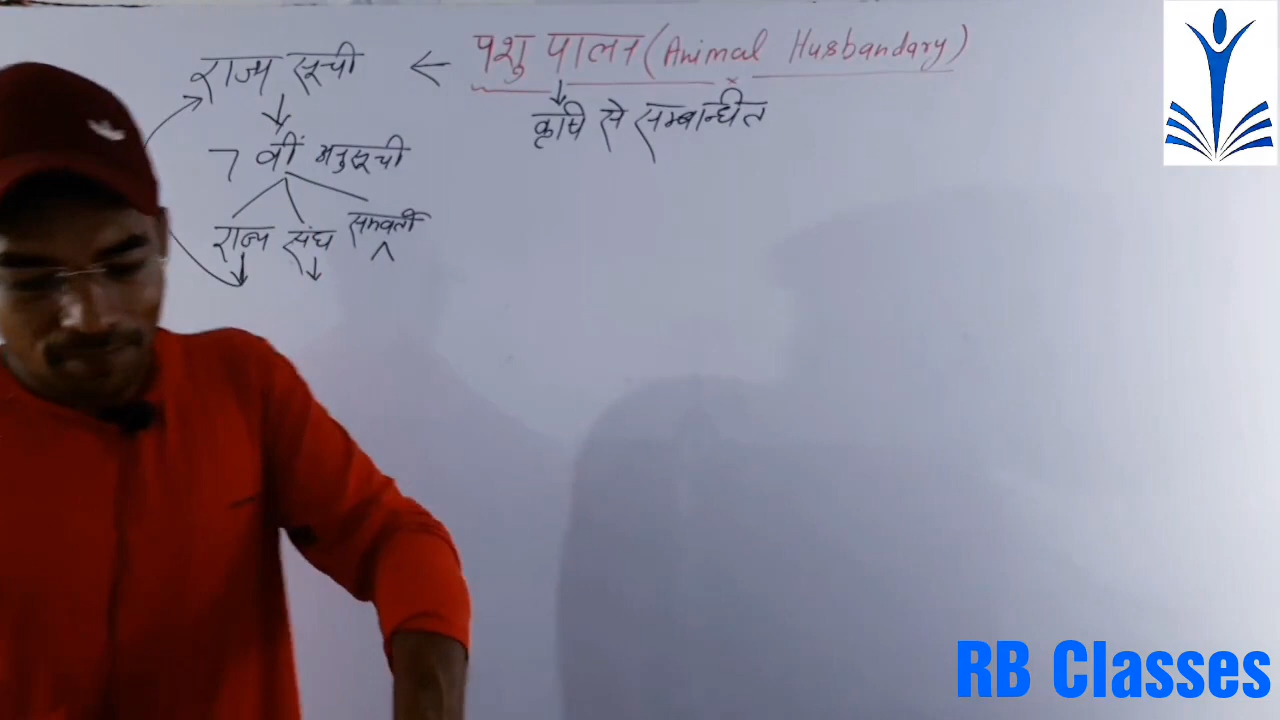 राज्य सूची ← पशु पालन (Animal Husbandary)
कृषि से सम्बन्धित
7 वीं अनुसूची
राज्य संघ समवर्ती
RB Classes